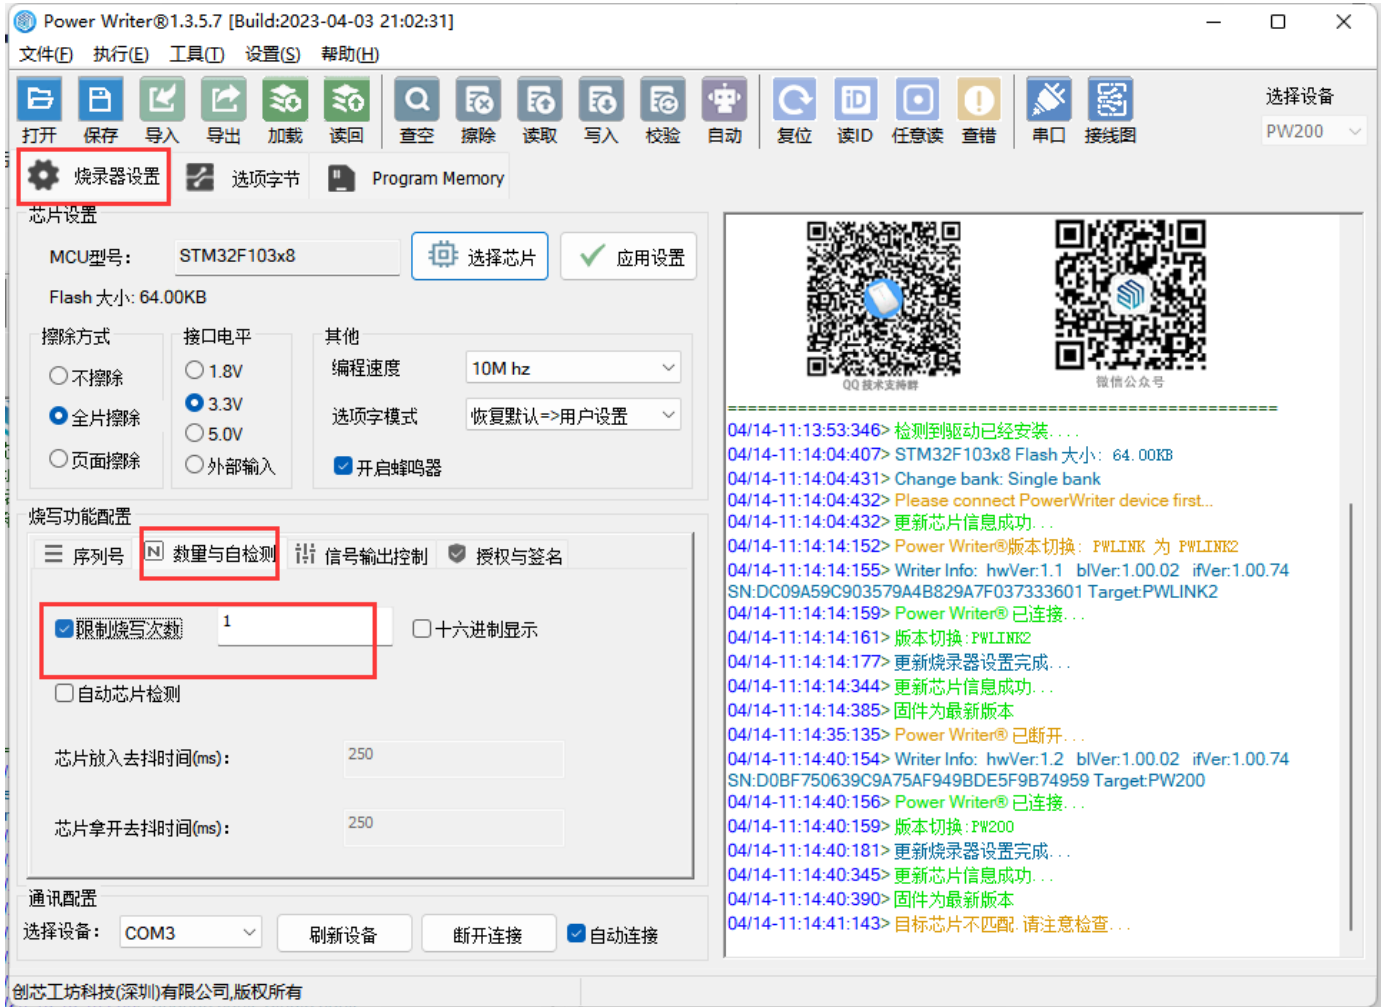 Power Writer®1.3.5.7 [Build:2023-04-03 21:02:31]
文件(F) 执行(E) 工具(T) 设置(S) 帮助(H)
打开 保存 导入 导出 加载 读回 查空 擦除 读取 写入 校验 自动 复位 读ID 任意读 查错 串口 接线图
选择设备
PW200
烧录器设置 选项字节 Program Memory
芯片设置
MCU型号: STM32F103x8 选择芯片 应用设置
Flash 大小: 64.00KB
擦除方式
不擦除
全片擦除
页面擦除
接口电平
1.8V
3.3V
5.0V
外部输入
其他
编程速度 10M hz
选项字模式 恢复默认=>用户设置
开启蜂鸣器
烧写功能配置
序列号 数量与自检测 信号输出控制 授权与签名
限制烧写次数 1 十六进制显示
自动芯片检测
芯片放入去抖时间(ms): 250
芯片拿开去抖时间(ms): 250
通讯配置
选择设备: COM3 刷新设备 断开连接 自动连接
创芯工坊科技(深圳)有限公司,版权所有
QQ 技术支持群 微信公众号
=======================================================
04/14-11:13:53:346> 检测到驱动已经安装....
04/14-11:14:04:407> STM32F103x8 Flash 大小: 64.00KB
04/14-11:14:04:431> Change bank: Single bank
04/14-11:14:04:432> Please connect PowerWriter device first...
04/14-11:14:04:432> 更新芯片信息成功...
04/14-11:14:14:152> Power Writer®版本切换: PWLINK 为 PWLINK2
04/14-11:14:14:155> Writer Info: hwVer:1.1 blVer:1.00.02 ifVer:1.00.74
SN:DC09A59C903579A4B829A7F037333601 Target:PWLINK2
04/14-11:14:14:159> Power Writer® 已连接...
04/14-11:14:14:161> 版本切换:PWLINK2
04/14-11:14:14:177> 更新烧录器设置完成...
04/14-11:14:14:344> 更新芯片信息成功...
04/14-11:14:14:385> 固件为最新版本
04/14-11:14:35:135> Power Writer® 已断开...
04/14-11:14:40:154> Writer Info: hwVer:1.2 blVer:1.00.02 ifVer:1.00.74
SN:D0BF750639C9A75AF949BDE5F9B74959 Target:PW200
04/14-11:14:40:156> Power Writer® 已连接...
04/14-11:14:40:159> 版本切换:PW200
04/14-11:14:40:181> 更新烧录器设置完成...
04/14-11:14:40:345> 更新芯片信息成功...
04/14-11:14:40:390> 固件为最新版本
04/14-11:14:41:143> 目标芯片不匹配.请注意检查...